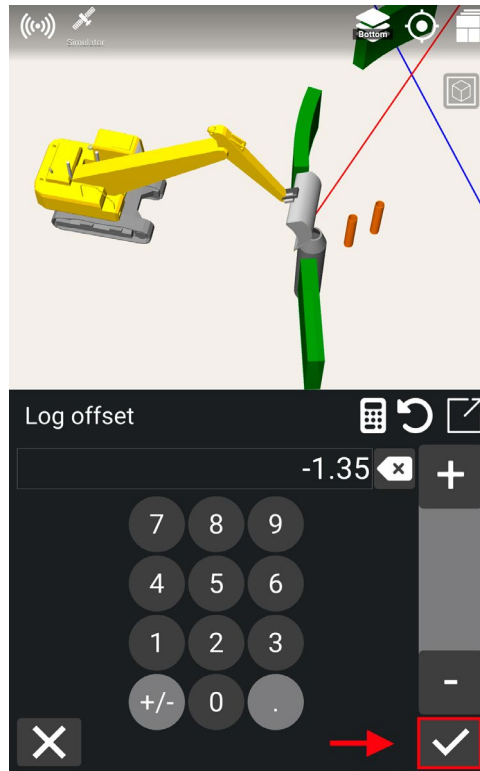 Simulator
Bottom
Log offset
-1.35
+
7 8 9
4 5 6
1 2 3
+/- 0 .
-